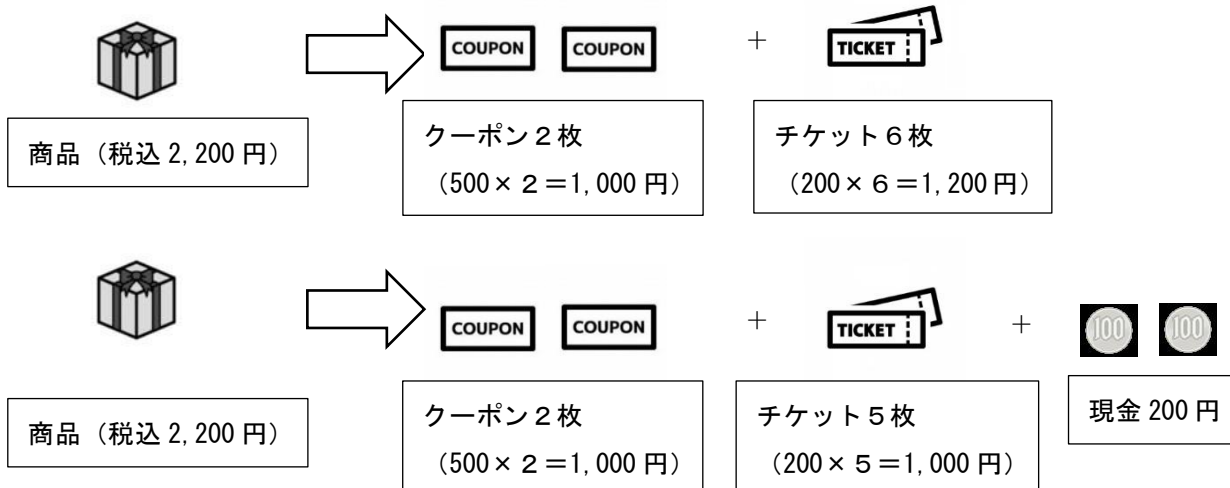 COUPON COUPON + TICKET
商品（税込 2,200 円）
クーポン２枚
（500× ２＝1,000 円）
チケット６枚
（200× ６＝1,200 円）
COUPON COUPON + TICKET + 100 100
商品（税込 2,200 円）
クーポン２枚
（500× ２＝1,000 円）
チケット５枚
（200× ５＝1,000 円）
現金 200 円